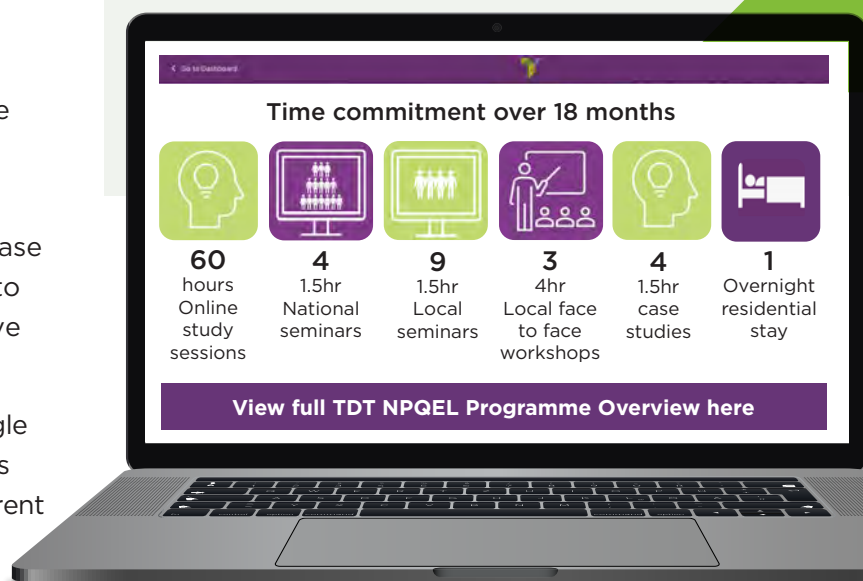 e
ase
to
ve
gle
s
rent
Go to Dashboard
Time commitment over 18 months
60
hours
Online
study
sessions
4
1.5hr
National
seminars
9
1.5hr
Local
seminars
3
4hr
Local face
to face
workshops
4
1.5hr
case
studies
1
Overnight
residential
stay
View full TDT NPQEL Programme Overview here